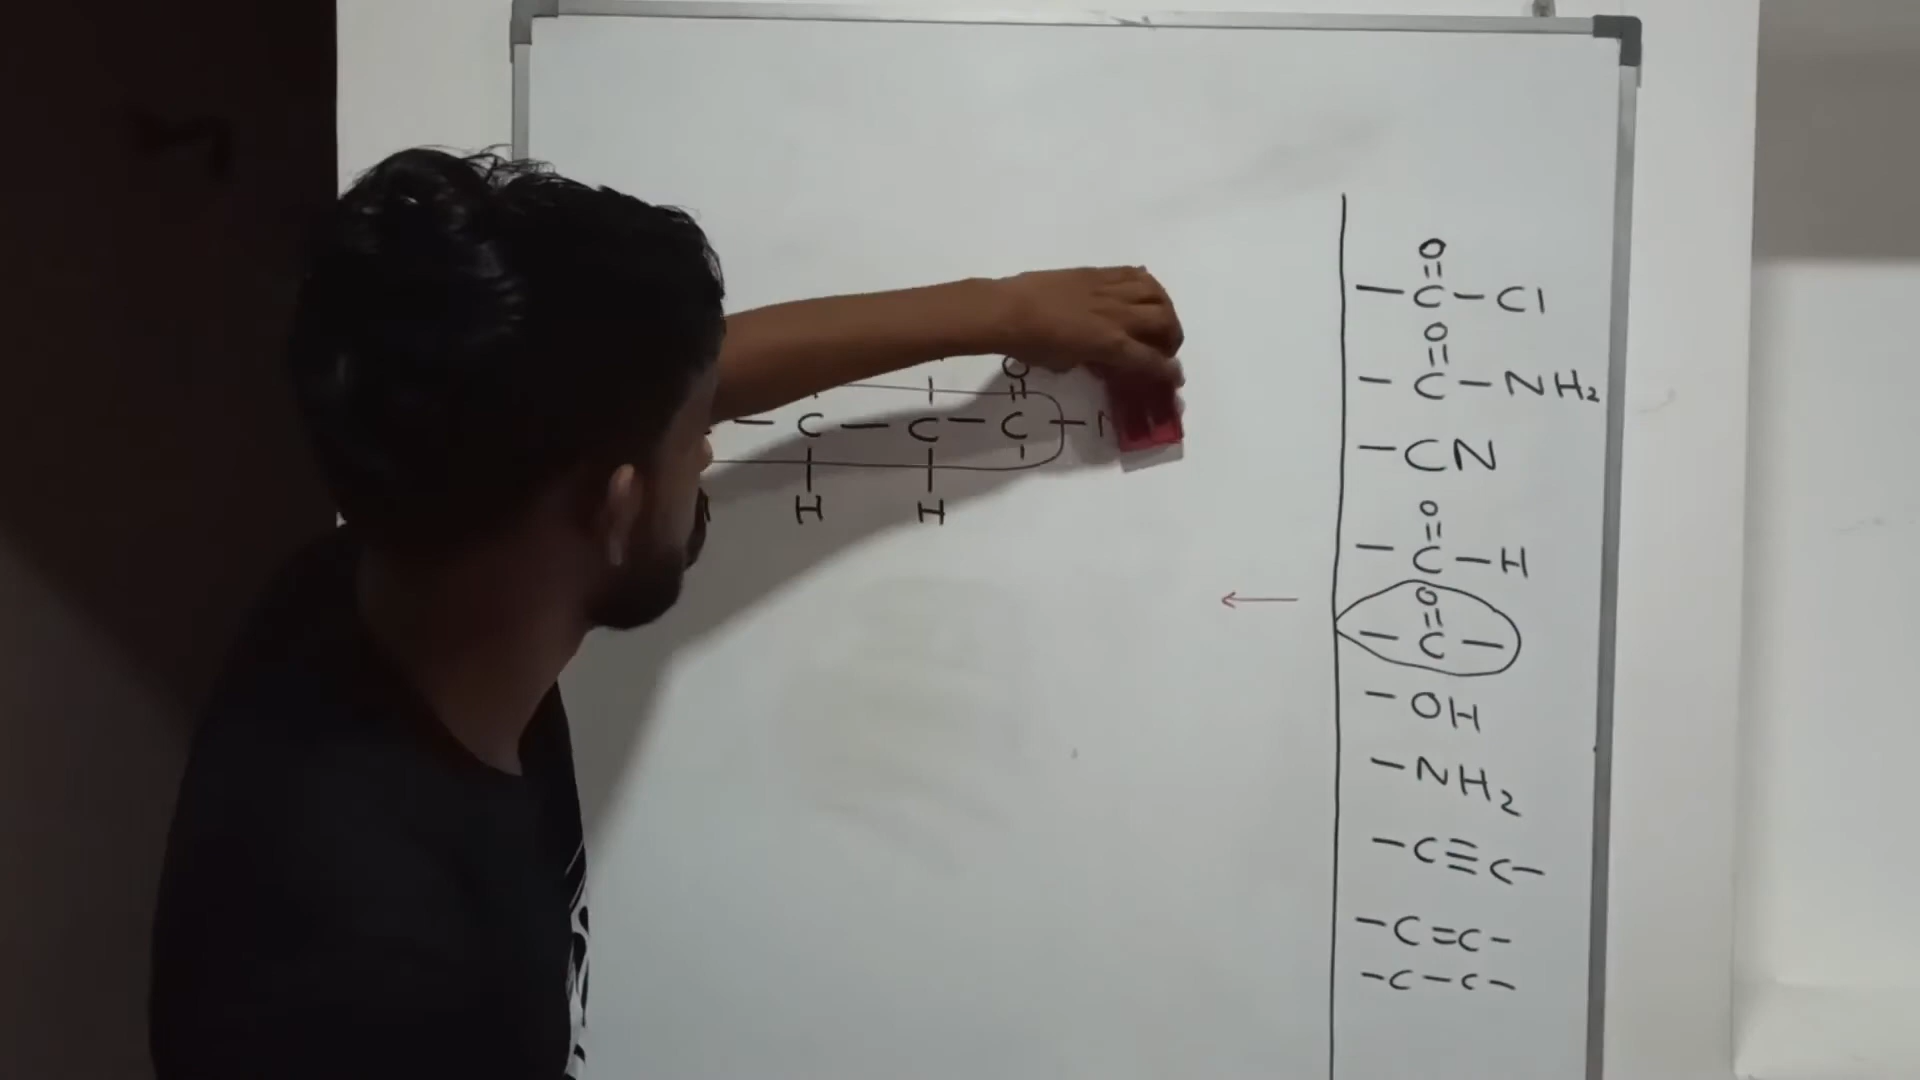 O
— C — C — C — N
H H
O
— C — Cl
O
— C — NH₂
— CN
O
— C — H
O
— C —
— OH
— NH₂
— C ≡ C —
— C = C —
— C — C —